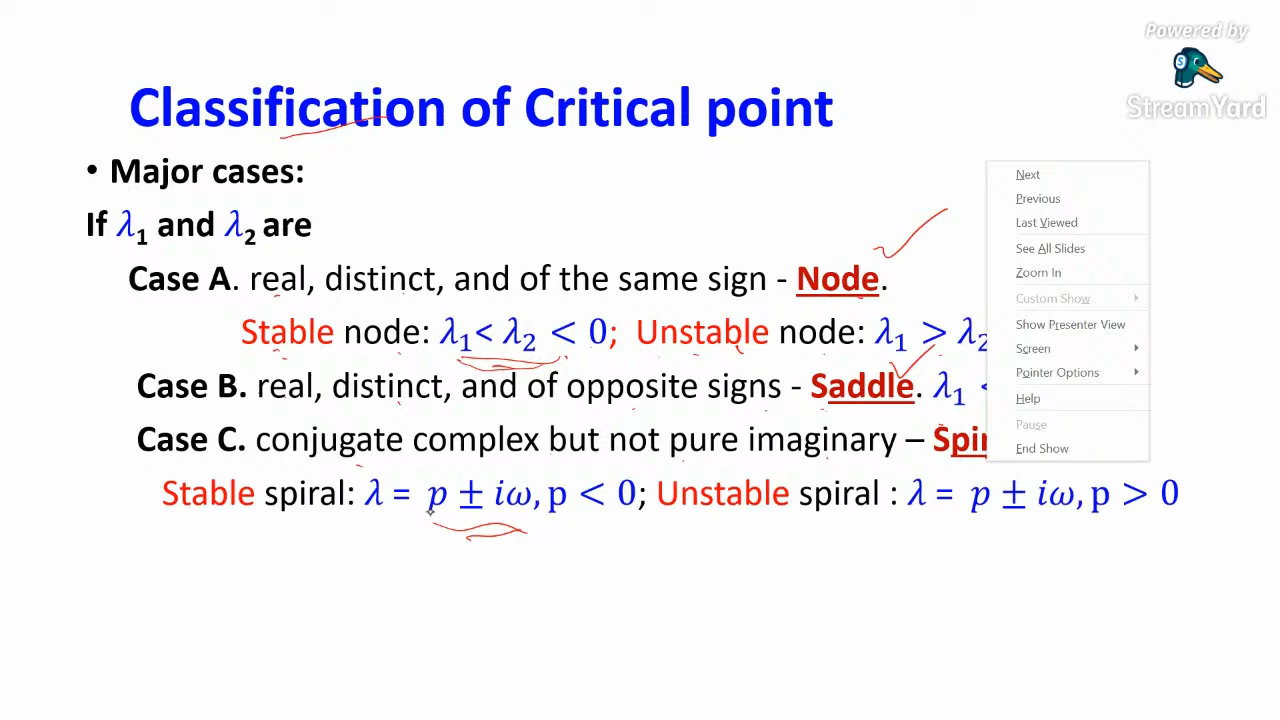 Powered by
StreamYard
Classification of Critical point
• Major cases:
If λ₁ and λ₂ are
Case A. real, distinct, and of the same sign - Node.
Stable node: λ₁< λ₂ < 0; Unstable node: λ₁ > λ₂
Case B. real, distinct, and of opposite signs - Saddle. λ₁ <
Case C. conjugate complex but not pure imaginary –
Stable spiral: λ = p ± iω, p < 0; Unstable spiral : λ = p ± iω, p > 0
Next
Previous
Last Viewed
See All Slides
Zoom In
Custom Show
Show Presenter View
Screen
Pointer Options
Help
Pause
End Show